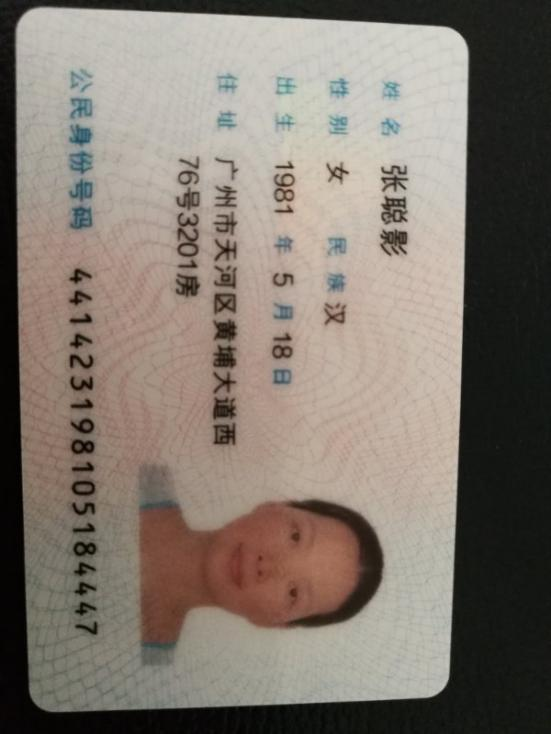 姓名 张聪影
性别 女 民族 汉
出生 1981 年 5 月 18 日
住址 广州市天河区黄埔大道西
76号3201房
公民身份号码 441423198105184447